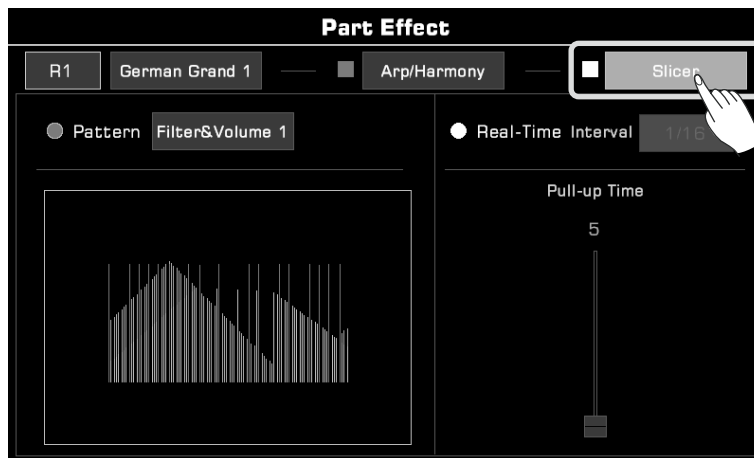 Part Effect
R1 German Grand 1 Arp/Harmony Slicer
Pattern Filter&Volume 1 Real-Time Interval 1/16
Pull-up Time
5